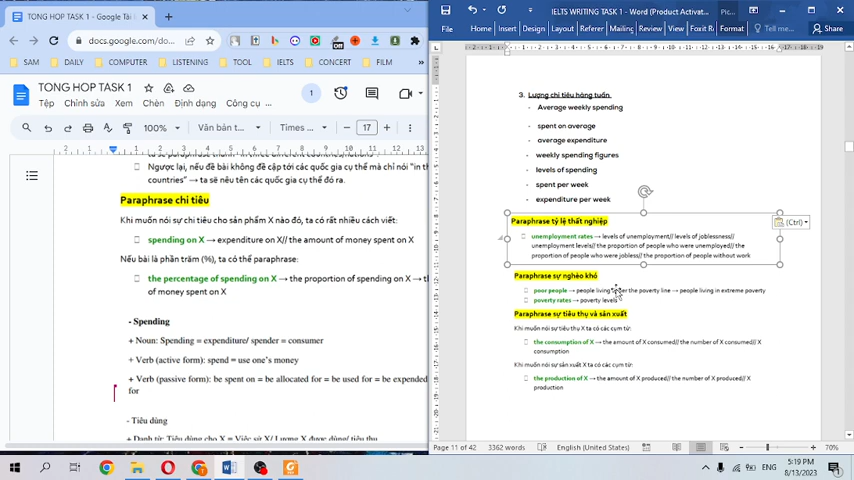 TONG HOP TASK 1 - Google Tài
IELTS WRITING TASK 1 - Word (Product Activat...
Pic...
docs.google.com/do...
File
Home
Insert
Design
Layout
Referer
Mailing
Review
View
Foxit R
Format
Tell me...
Share
SAM
DAILY
COMPUTER
LISTENING
TOOL
IELTS
CONCERT
FILM
TONG HOP TASK 1
Tệp Chỉnh sửa Xem Chèn Định dạng Công cụ ...
1
100%
Văn bản t...
Times ...
17
Ngược lại, nếu đề bài không đề cập tới các quốc gia cụ thể mà chỉ nói "in the
countries" → ta sẽ nêu tên các quốc gia cụ thể đó ra.
Paraphrase chi tiêu
Khi muốn nói sự chi tiêu cho sản phẩm X nào đó, ta có rất nhiều cách viết:
spending on X → expenditure on X// the amount of money spent on X
Nếu bài là phần trăm (%), ta có thể paraphrase:
the percentage of spending on X → the proportion of spending on X → th
of money spent on X
- Spending
+ Noun: Spending = expenditure/ spender = consumer
+ Verb (active form): spend = use one's money
+ Verb (passive form): be spent on = be allocated for = be used for = be expended
for
- Tiêu dùng
+ Danh từ: Tiêu dùng cho X = Việc sử X/ Lượng X được dùng/ tiêu thụ
3. Lượng chi tiêu hàng tuần
- Average weekly spending
- spent on average
- average expenditure
- weekly spending figures
- levels of spending
- spent per week
- expenditure per week
(Ctrl)
Paraphrase tỷ lệ thất nghiệp
unemployment rates → levels of unemployment// levels of joblessness//
unemployment levels// the proportion of people who were unemployed// the
proportion of people who were jobless// the proportion of people without work
Paraphrase sự nghèo khó
poor people → people living under the poverty line → people living in extreme poverty
poverty rates → poverty levels
Paraphrase sự tiêu thụ và sản xuất
Khi muốn nói sự tiêu thụ X ta có các cụm từ:
the consumption of X → the amount of X consumed// the number of X consumed// X
consumption
Khi muốn nói sự sản xuất X ta có các cụm từ:
the production of X → the amount of X produced// the number of X produced// X
production
Page 11 of 42
3362 words
English (United States)
70%
ENG
5:19 PM
8/13/2023